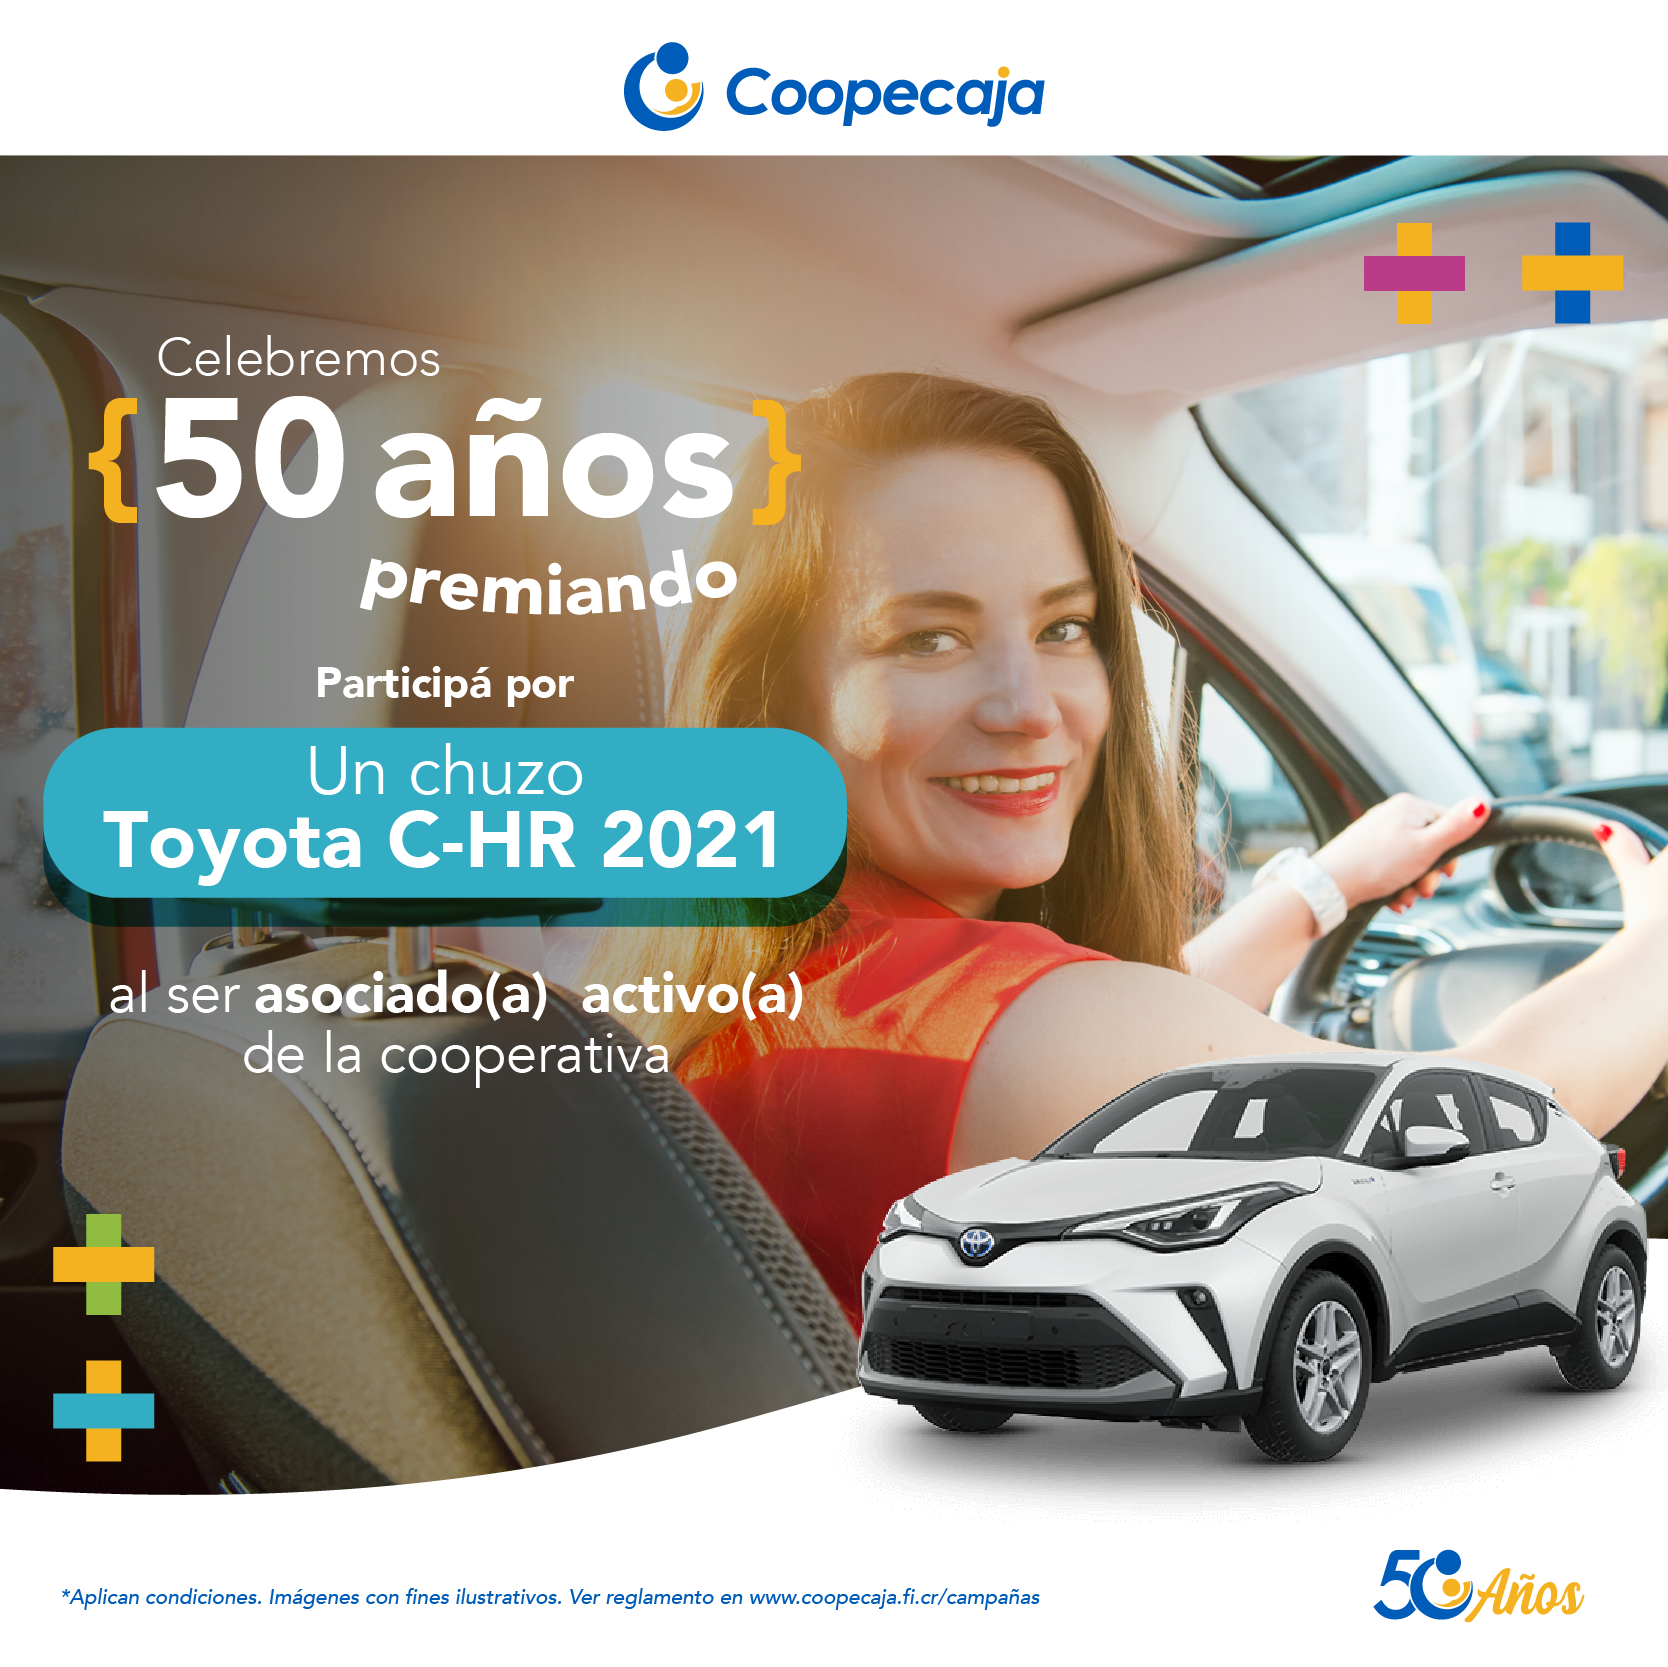 Coopecaja
Celebremos
{50 años}
premiando
Participá por
Un chuzo
Toyota C-HR 2021
al ser asociado(a) activo(a)
de la cooperativa
*Aplican condiciones. Imágenes con fines ilustrativos. Ver reglamento en www.coopecaja.fi.cr/campañas
50 Años